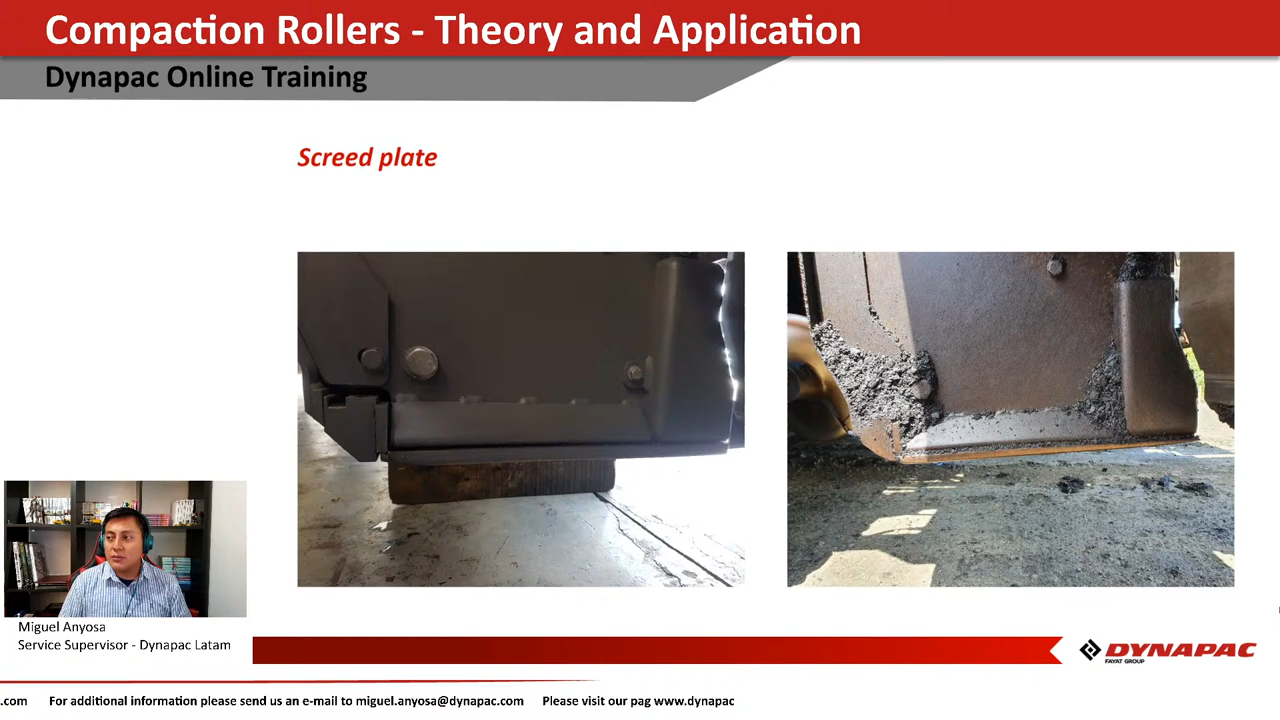 Compaction Rollers - Theory and Application
Dynapac Online Training
Screed plate
Miguel Anyosa
Service Supervisor - Dynapac Latam
DYNAPAC
FAYAT GROUP
.com For additional information please send us an e-mail to miguel.anyosa@dynapac.com Please visit our pag www.dynapac